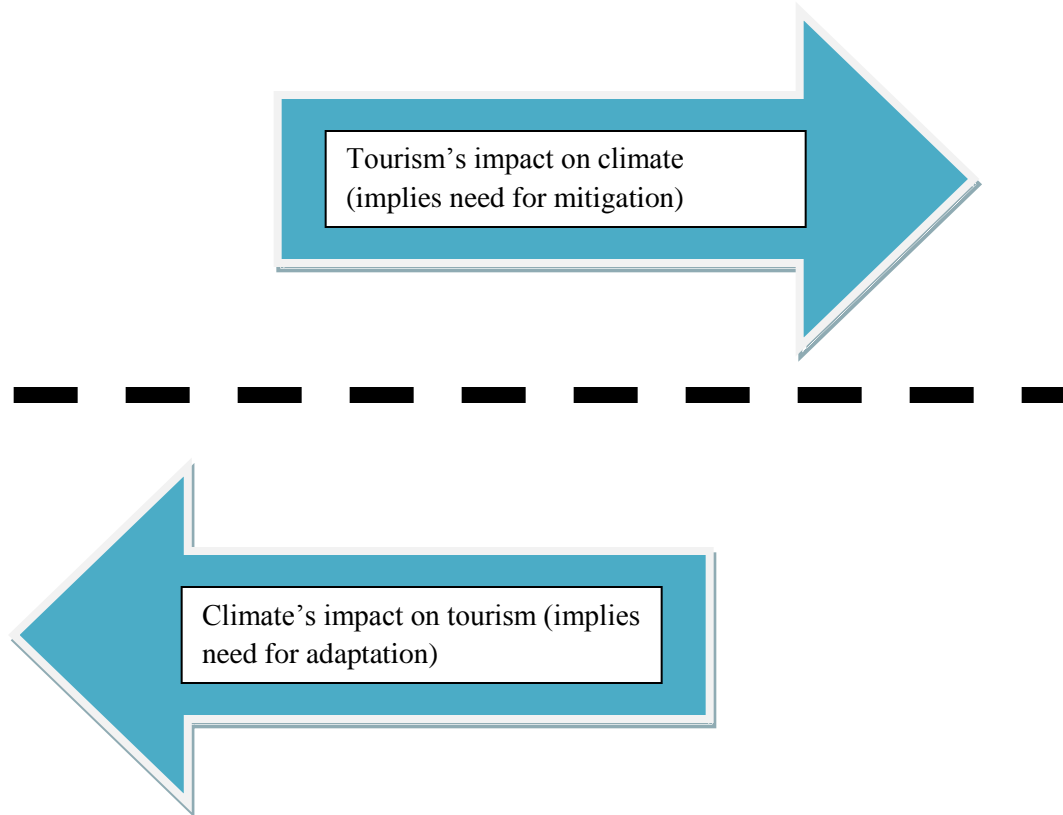 Tourism’s impact on climate
(implies need for mitigation)
Climate’s impact on tourism (implies
need for adaptation)